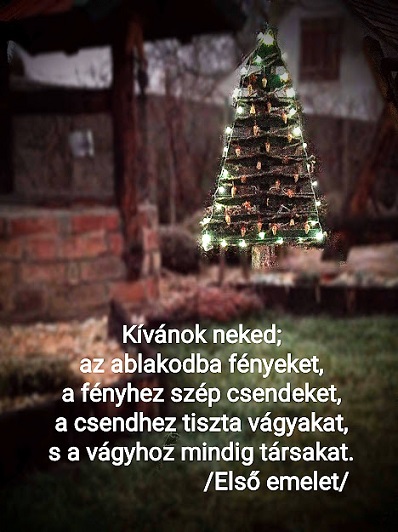 Kívánok neked;
az ablakodba fényeket,
a fényhez szép csendeket,
a csendhez tiszta vágyakat,
s a vágyhoz mindig társakat.
/Első emelet/